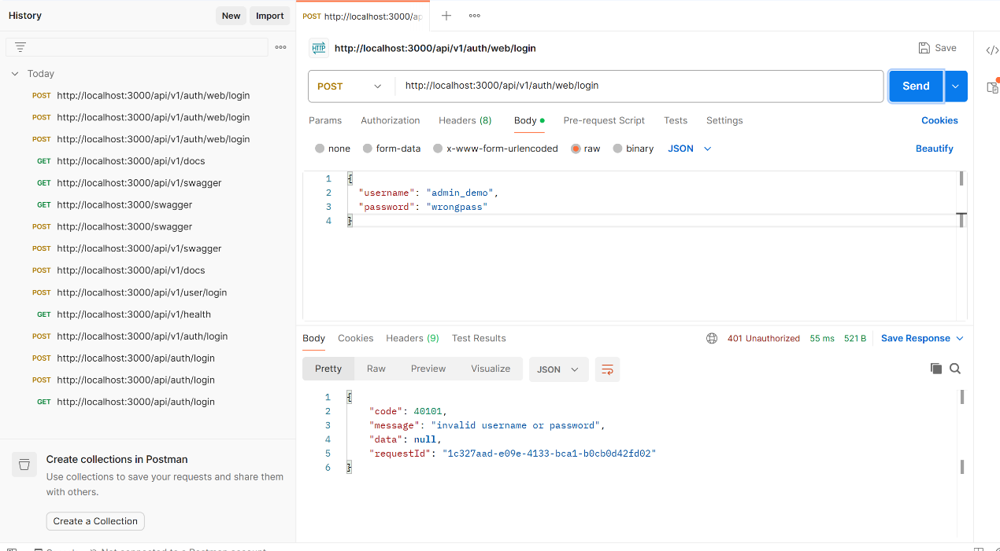 History
New
Import
POST http://localhost:3000/ap
Today
POST http://localhost:3000/api/v1/auth/web/login
POST http://localhost:3000/api/v1/auth/web/login
POST http://localhost:3000/api/v1/auth/web/login
GET http://localhost:3000/api/v1/docs
GET http://localhost:3000/api/v1/swagger
GET http://localhost:3000/swagger
POST http://localhost:3000/swagger
POST http://localhost:3000/api/v1/swagger
POST http://localhost:3000/api/v1/docs
POST http://localhost:3000/api/v1/user/login
GET http://localhost:3000/api/v1/health
POST http://localhost:3000/api/v1/auth/login
POST http://localhost:3000/api/auth/login
POST http://localhost:3000/api/auth/login
GET http://localhost:3000/api/auth/login
Create collections in Postman
Use collections to save your requests and share them
with others.
Create a Collection
HTTP http://localhost:3000/api/v1/auth/web/login
Save
POST http://localhost:3000/api/v1/auth/web/login
Send
Params Authorization Headers (8) Body Pre-request Script Tests Settings Cookies
none form-data x-www-form-urlencoded raw binary JSON Beautify
1 {
2 "username": "admin_demo",
3 "password": "wrongpass"
4 }
Body Cookies Headers (9) Test Results 401 Unauthorized 55 ms 521 B Save Response
Pretty Raw Preview Visualize JSON
1 {
2 "code": 40101,
3 "message": "invalid username or password",
4 "data": null,
5 "requestId": "1c327aad-e09e-4133-bca1-b0cb0d42fd02"
6 }
Not connected to a Postman account